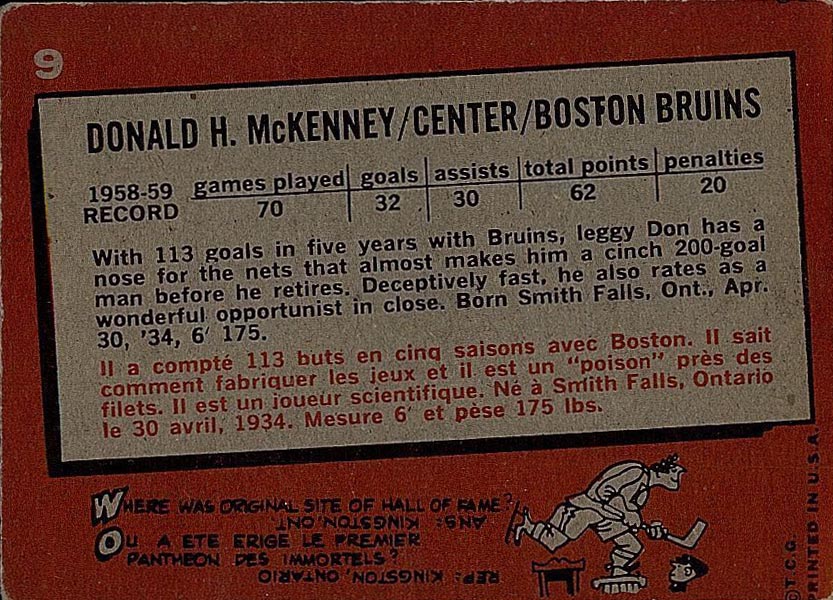 9
DONALD H. McKENNEY/CENTER/BOSTON BRUINS
1958-59 RECORD games played goals assists total points penalties
70 32 30 62 20
With 113 goals in five years with Bruins, leggy Don has a
nose for the nets that almost makes him a cinch 200-goal
man before he retires. Deceptively fast, he also rates as a
wonderful opportunist in close. Born Smith Falls, Ont., Apr.
30, '34, 6' 175.
Il a compté 113 buts en cinq saisons avec Boston. Il sait
comment fabriquer les jeux et il est un "poison" près des
filets. Il est un joueur scientifique. Né à Smith Falls, Ontario
le 30 avril, 1934. Mesure 6' et pèse 175 lbs.
WHERE WAS ORIGINAL SITE OF HALL OF FAME?
ANS: KINGSTON, ONT.
OU A ETE ERIGE LE PREMIER
PANTHEON DES IMMORTELS?
REP: KINGSTON, ONTARIO
©T.C.G. PRINTED IN U.S.A.